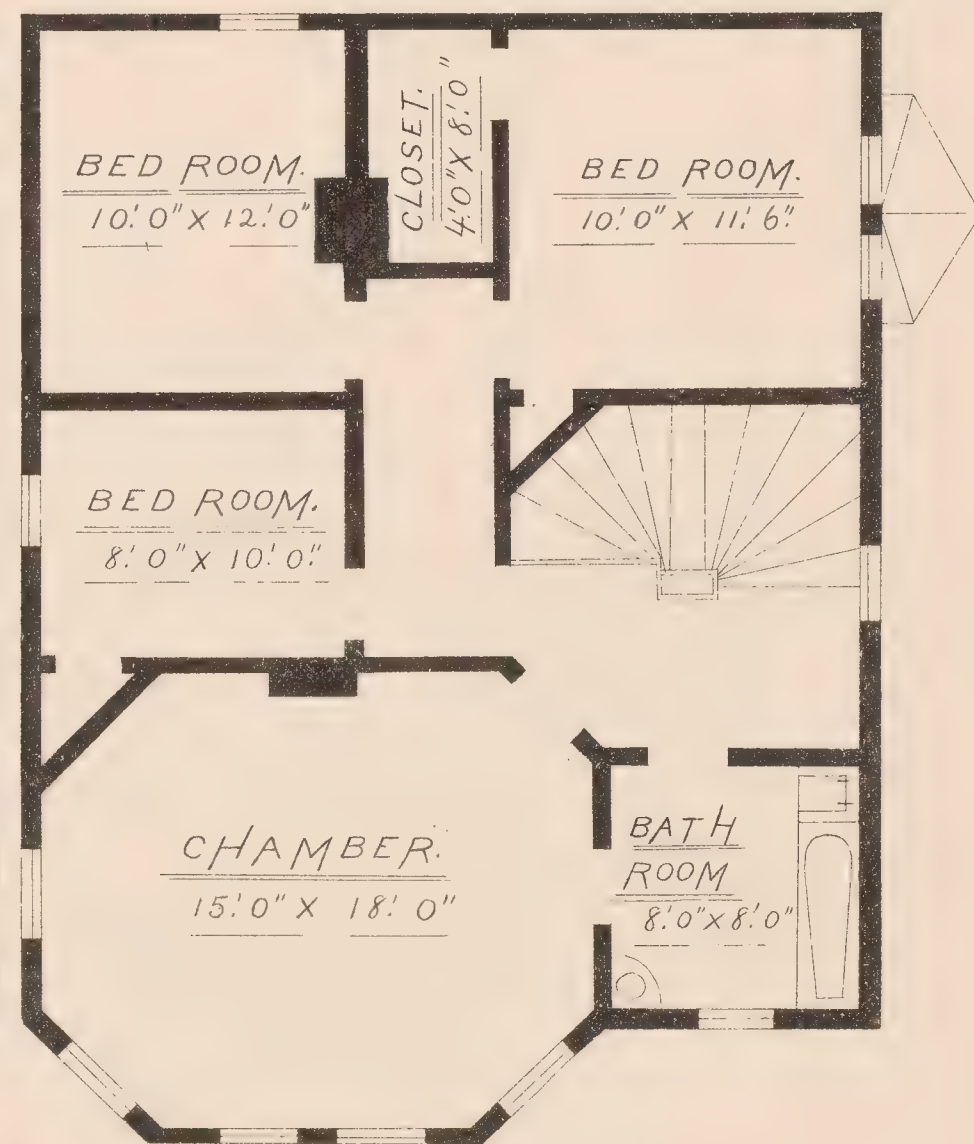 BED ROOM.
10'.0" X 12'.0"
CLOSET.
4'.0" X 8'.0"
BED ROOM.
10'.0" X 11'.6".
BED ROOM.
8'.0" X 10'.0".
CHAMBER.
15'.0" X 18'.0"
BATH
ROOM
8'.0" X 8'.0"